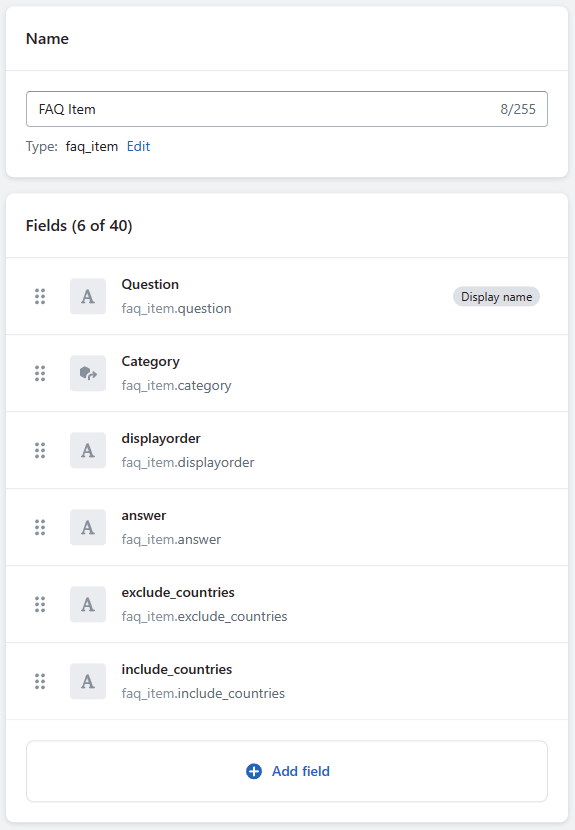 Name
FAQ Item 8/255
Type: faq_item Edit
Fields (6 of 40)
Question
faq_item.question
Display name
Category
faq_item.category
displayorder
faq_item.displayorder
answer
faq_item.answer
exclude_countries
faq_item.exclude_countries
include_countries
faq_item.include_countries
Add field